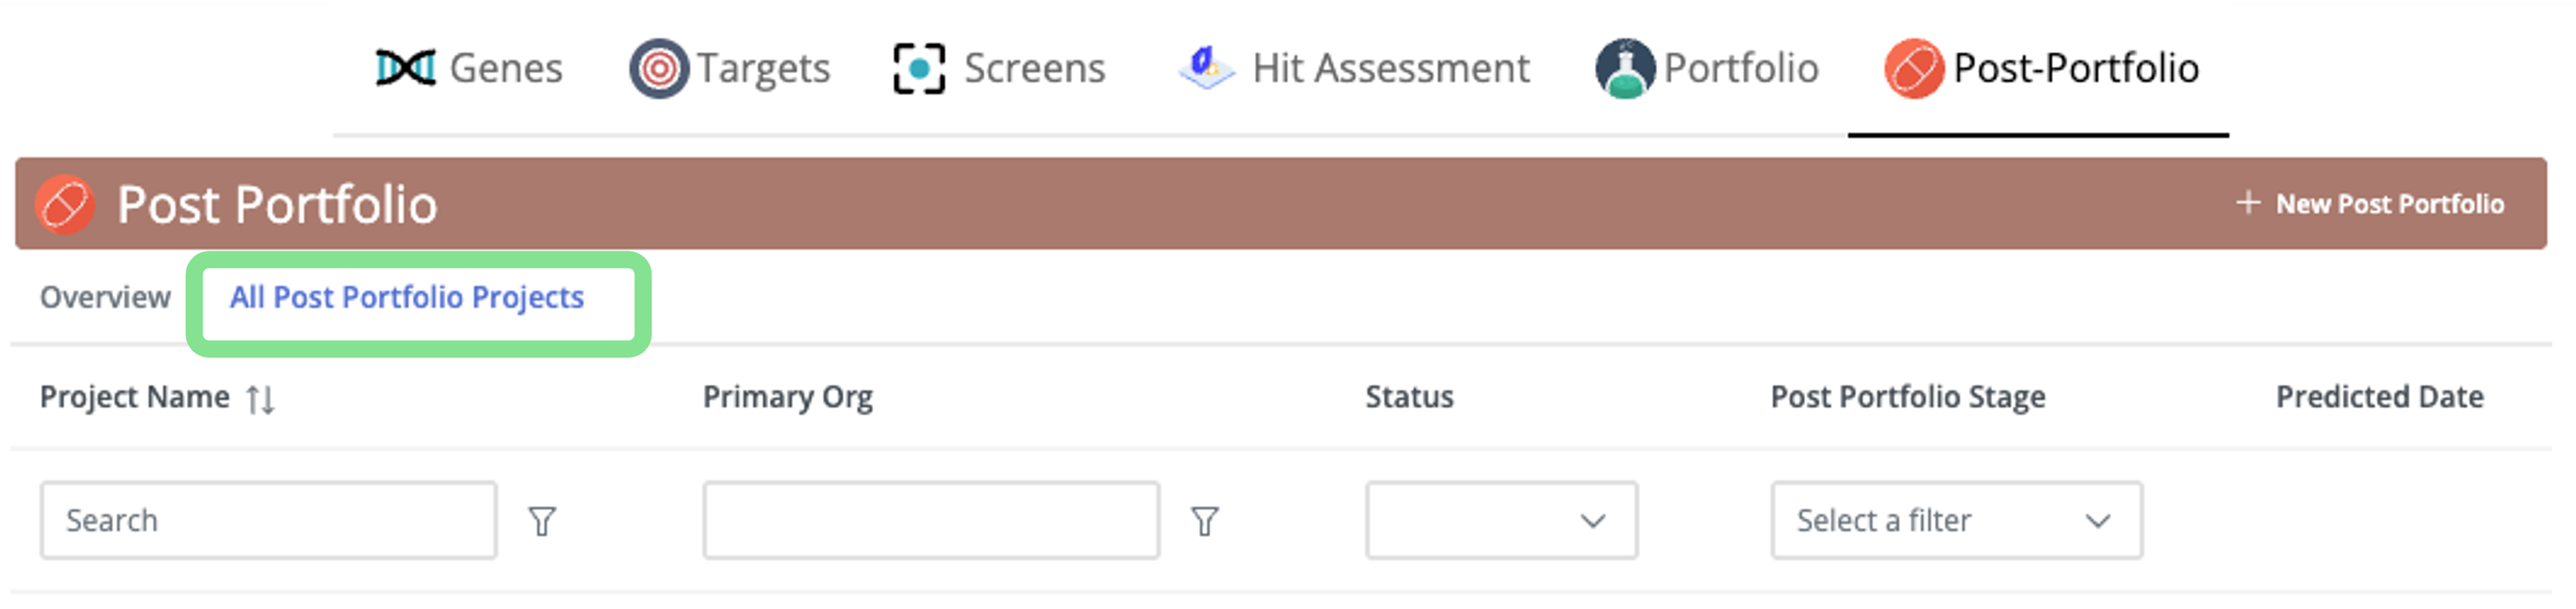 Genes Targets Screens Hit Assessment Portfolio Post-Portfolio
Post Portfolio + New Post Portfolio
Overview All Post Portfolio Projects
Project Name Primary Org Status Post Portfolio Stage Predicted Date
Search Select a filter